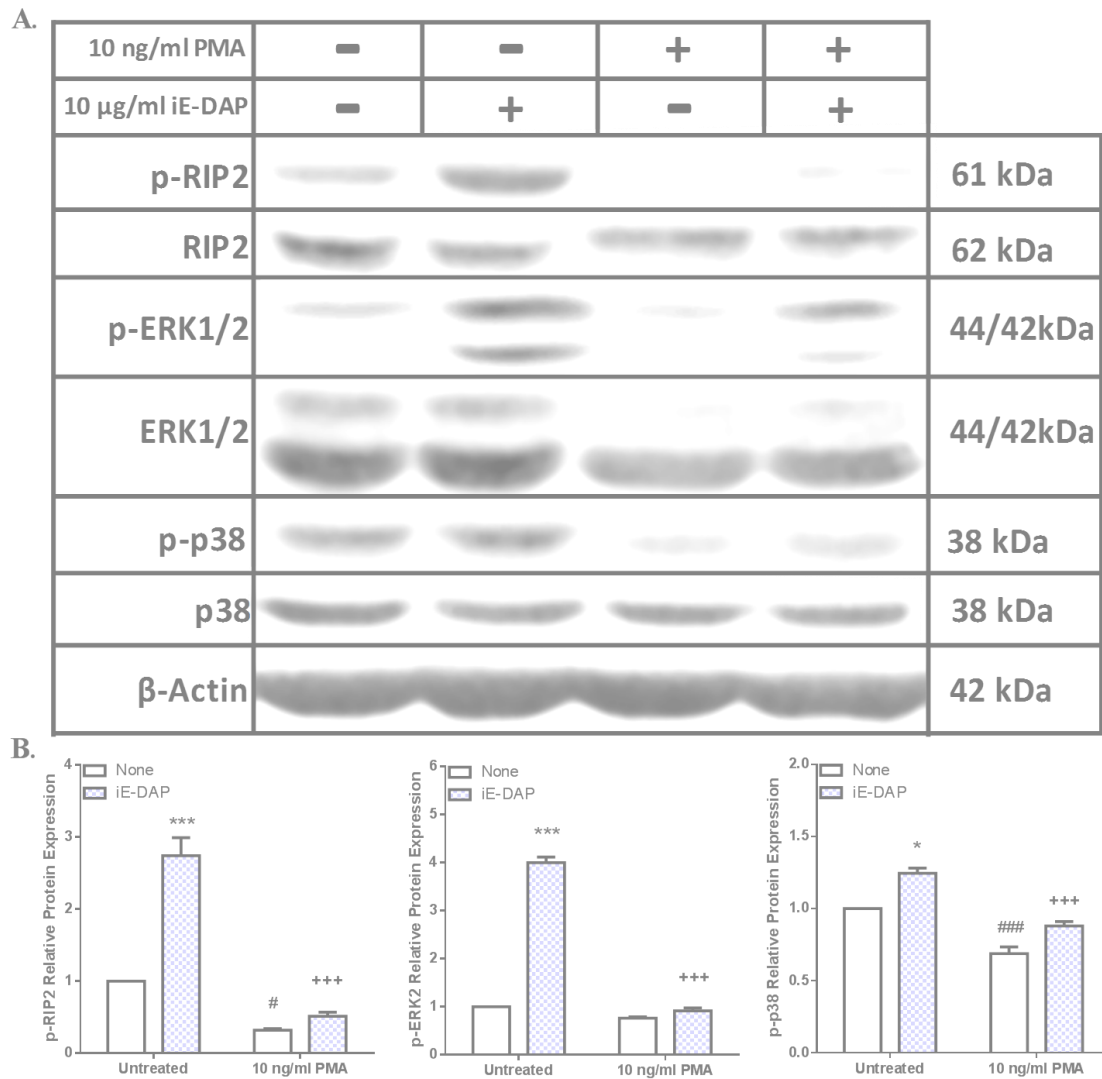 A.
10 ng/ml PMA − − + +
10 µg/ml iE-DAP − + − +
p-RIP2 61 kDa
RIP2 62 kDa
p-ERK1/2 44/42kDa
ERK1/2 44/42kDa
p-p38 38 kDa
p38 38 kDa
β-Actin 42 kDa
B.
p-RIP2 Relative Protein Expression
4
3
2
1
0
None
iE-DAP
***
#
+++
Untreated 10 ng/ml PMA
p-ERK2 Relative Protein Expression
6
5
4
3
2
1
0
None
iE-DAP
***
+++
Untreated 10 ng/ml PMA
p-p38 Relative Protein Expression
2.0
1.5
1.0
0.5
0.0
None
iE-DAP
*
###
+++
Untreated 10 ng/ml PMA